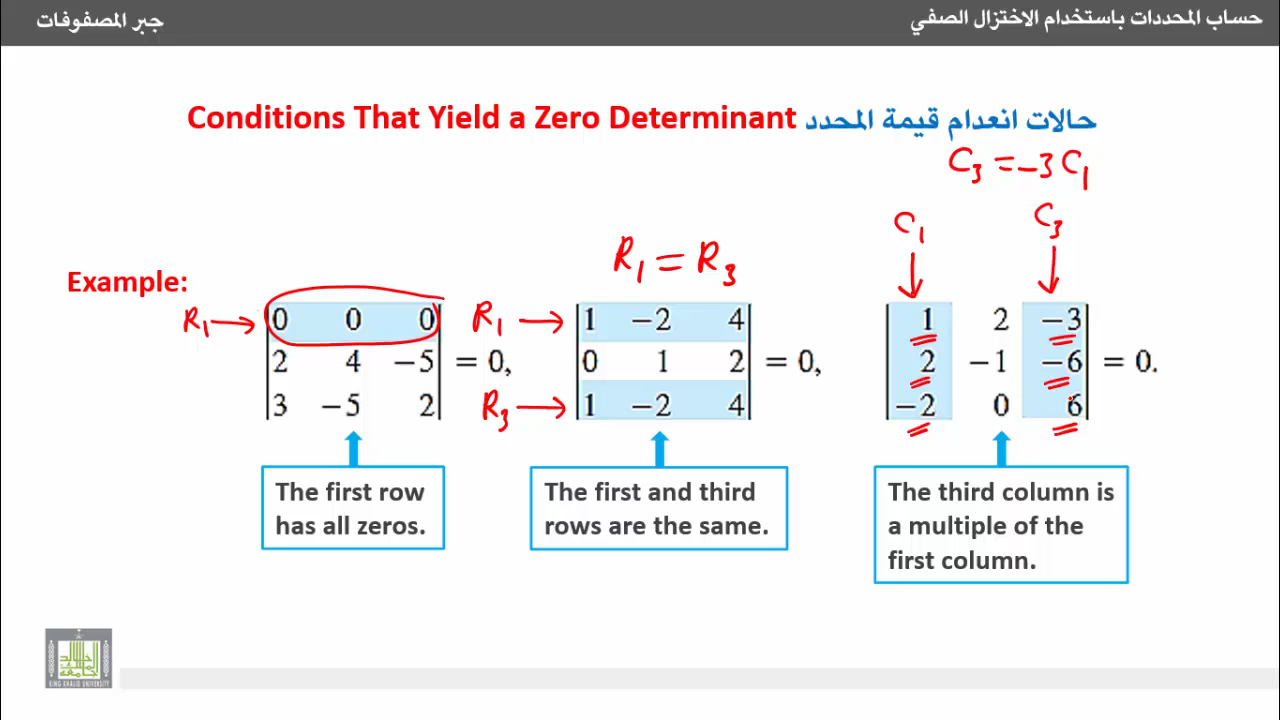 حساب المحددات باستخدام الاختزال الصفي
جبر المصفوفات
Conditions That Yield a Zero Determinant حالات انعدام قيمة المحدد
C₃ = -3 C₁
C₁
C₃
R₁ = R₃
Example:
R₁ →
0 0 0
2 4 −5 = 0,
3 −5 2
R₁ → 1 −2 4
0 1 2 = 0,
R₃ → 1 −2 4
1 2 −3
2 −1 −6 = 0.
−2 0 6
The first row
has all zeros.
The first and third
rows are the same.
The third column is
a multiple of the
first column.
KING KHALID UNIVERSITY